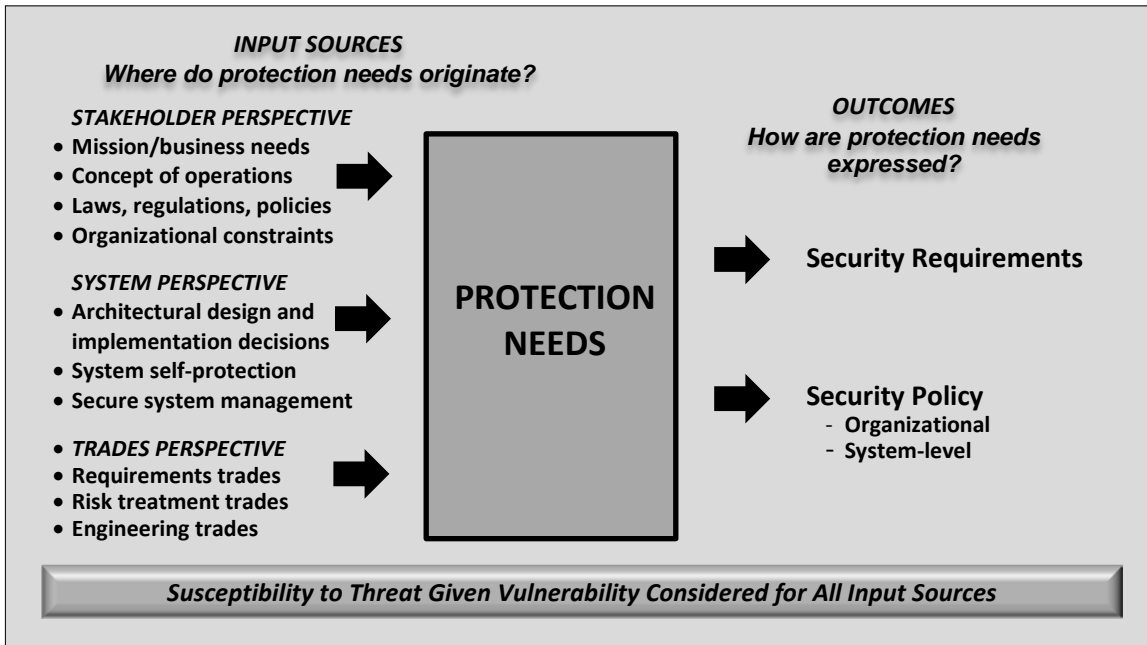 INPUT SOURCES
Where do protection needs originate?
STAKEHOLDER PERSPECTIVE
• Mission/business needs
• Concept of operations
• Laws, regulations, policies
• Organizational constraints
SYSTEM PERSPECTIVE
• Architectural design and
implementation decisions
• System self-protection
• Secure system management
• TRADES PERSPECTIVE
• Requirements trades
• Risk treatment trades
• Engineering trades
PROTECTION
NEEDS
OUTCOMES
How are protection needs
expressed?
Security Requirements
Security Policy
- Organizational
- System-level
Susceptibility to Threat Given Vulnerability Considered for All Input Sources